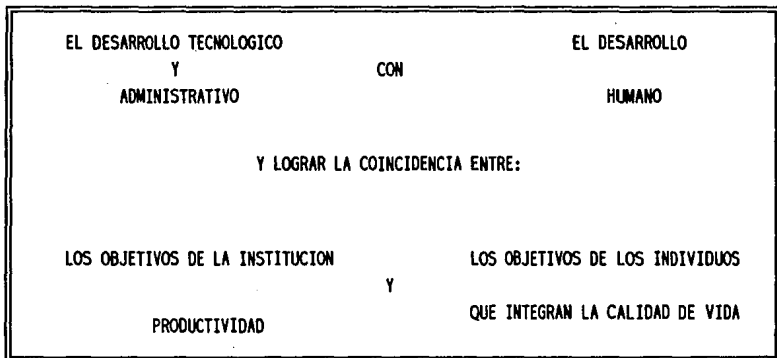 EL DESARROLLO TECNOLOGICO EL DESARROLLO
Y CON
ADMINISTRATIVO HUMANO
Y LOGRAR LA COINCIDENCIA ENTRE:
LOS OBJETIVOS DE LA INSTITUCION LOS OBJETIVOS DE LOS INDIVIDUOS
Y
QUE INTEGRAN LA CALIDAD DE VIDA
PRODUCTIVIDAD